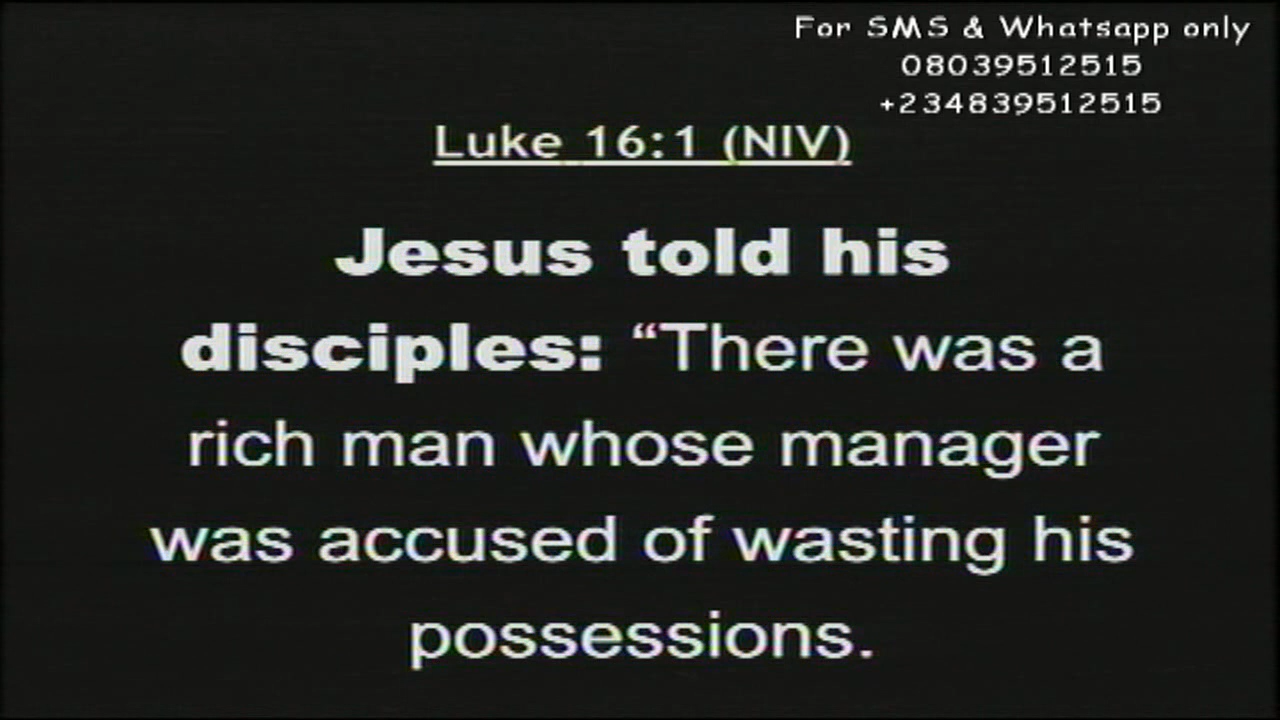 For SMS & Whatsapp only
08039512515
+234839512515
Luke 16:1 (NIV)
Jesus told his
disciples: “There was a
rich man whose manager
was accused of wasting his
possessions.